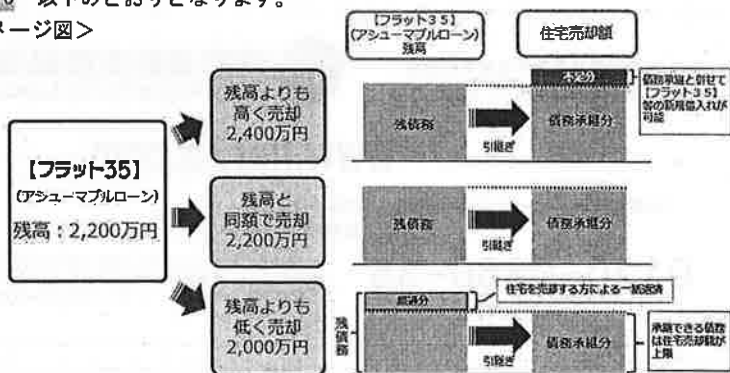 以下のとおりとなります。
ージ図＞
【フラット35】
(アシューマブルローン)
残高
住宅売却額
残高よりも
高く売却
2,400万円
残債務
引継ぎ
不足分
債務承継分
債務承継と併せて
【フラット35】
等の新規借入れが
可能
【フラット35】
(アシューマブルローン)
残高：2,200万円
残高と
同額で売却
2,200万円
残債務
引継ぎ
債務承継分
残高よりも
低く売却
2,000万円
残債務
超過分
住宅を売却する方による一括返済
引継ぎ
債務承継分
承継できる債務
は住宅売却額が
上限